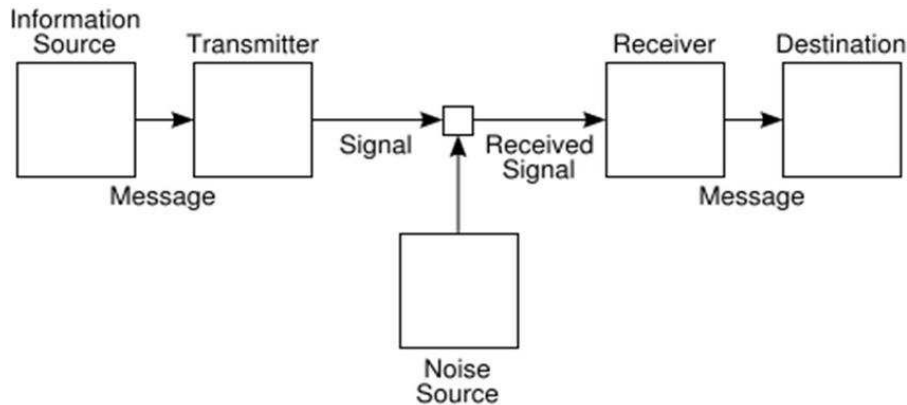 Information
Source
Transmitter
Receiver
Destination
Signal
Received
Signal
Message
Message
Noise
Source